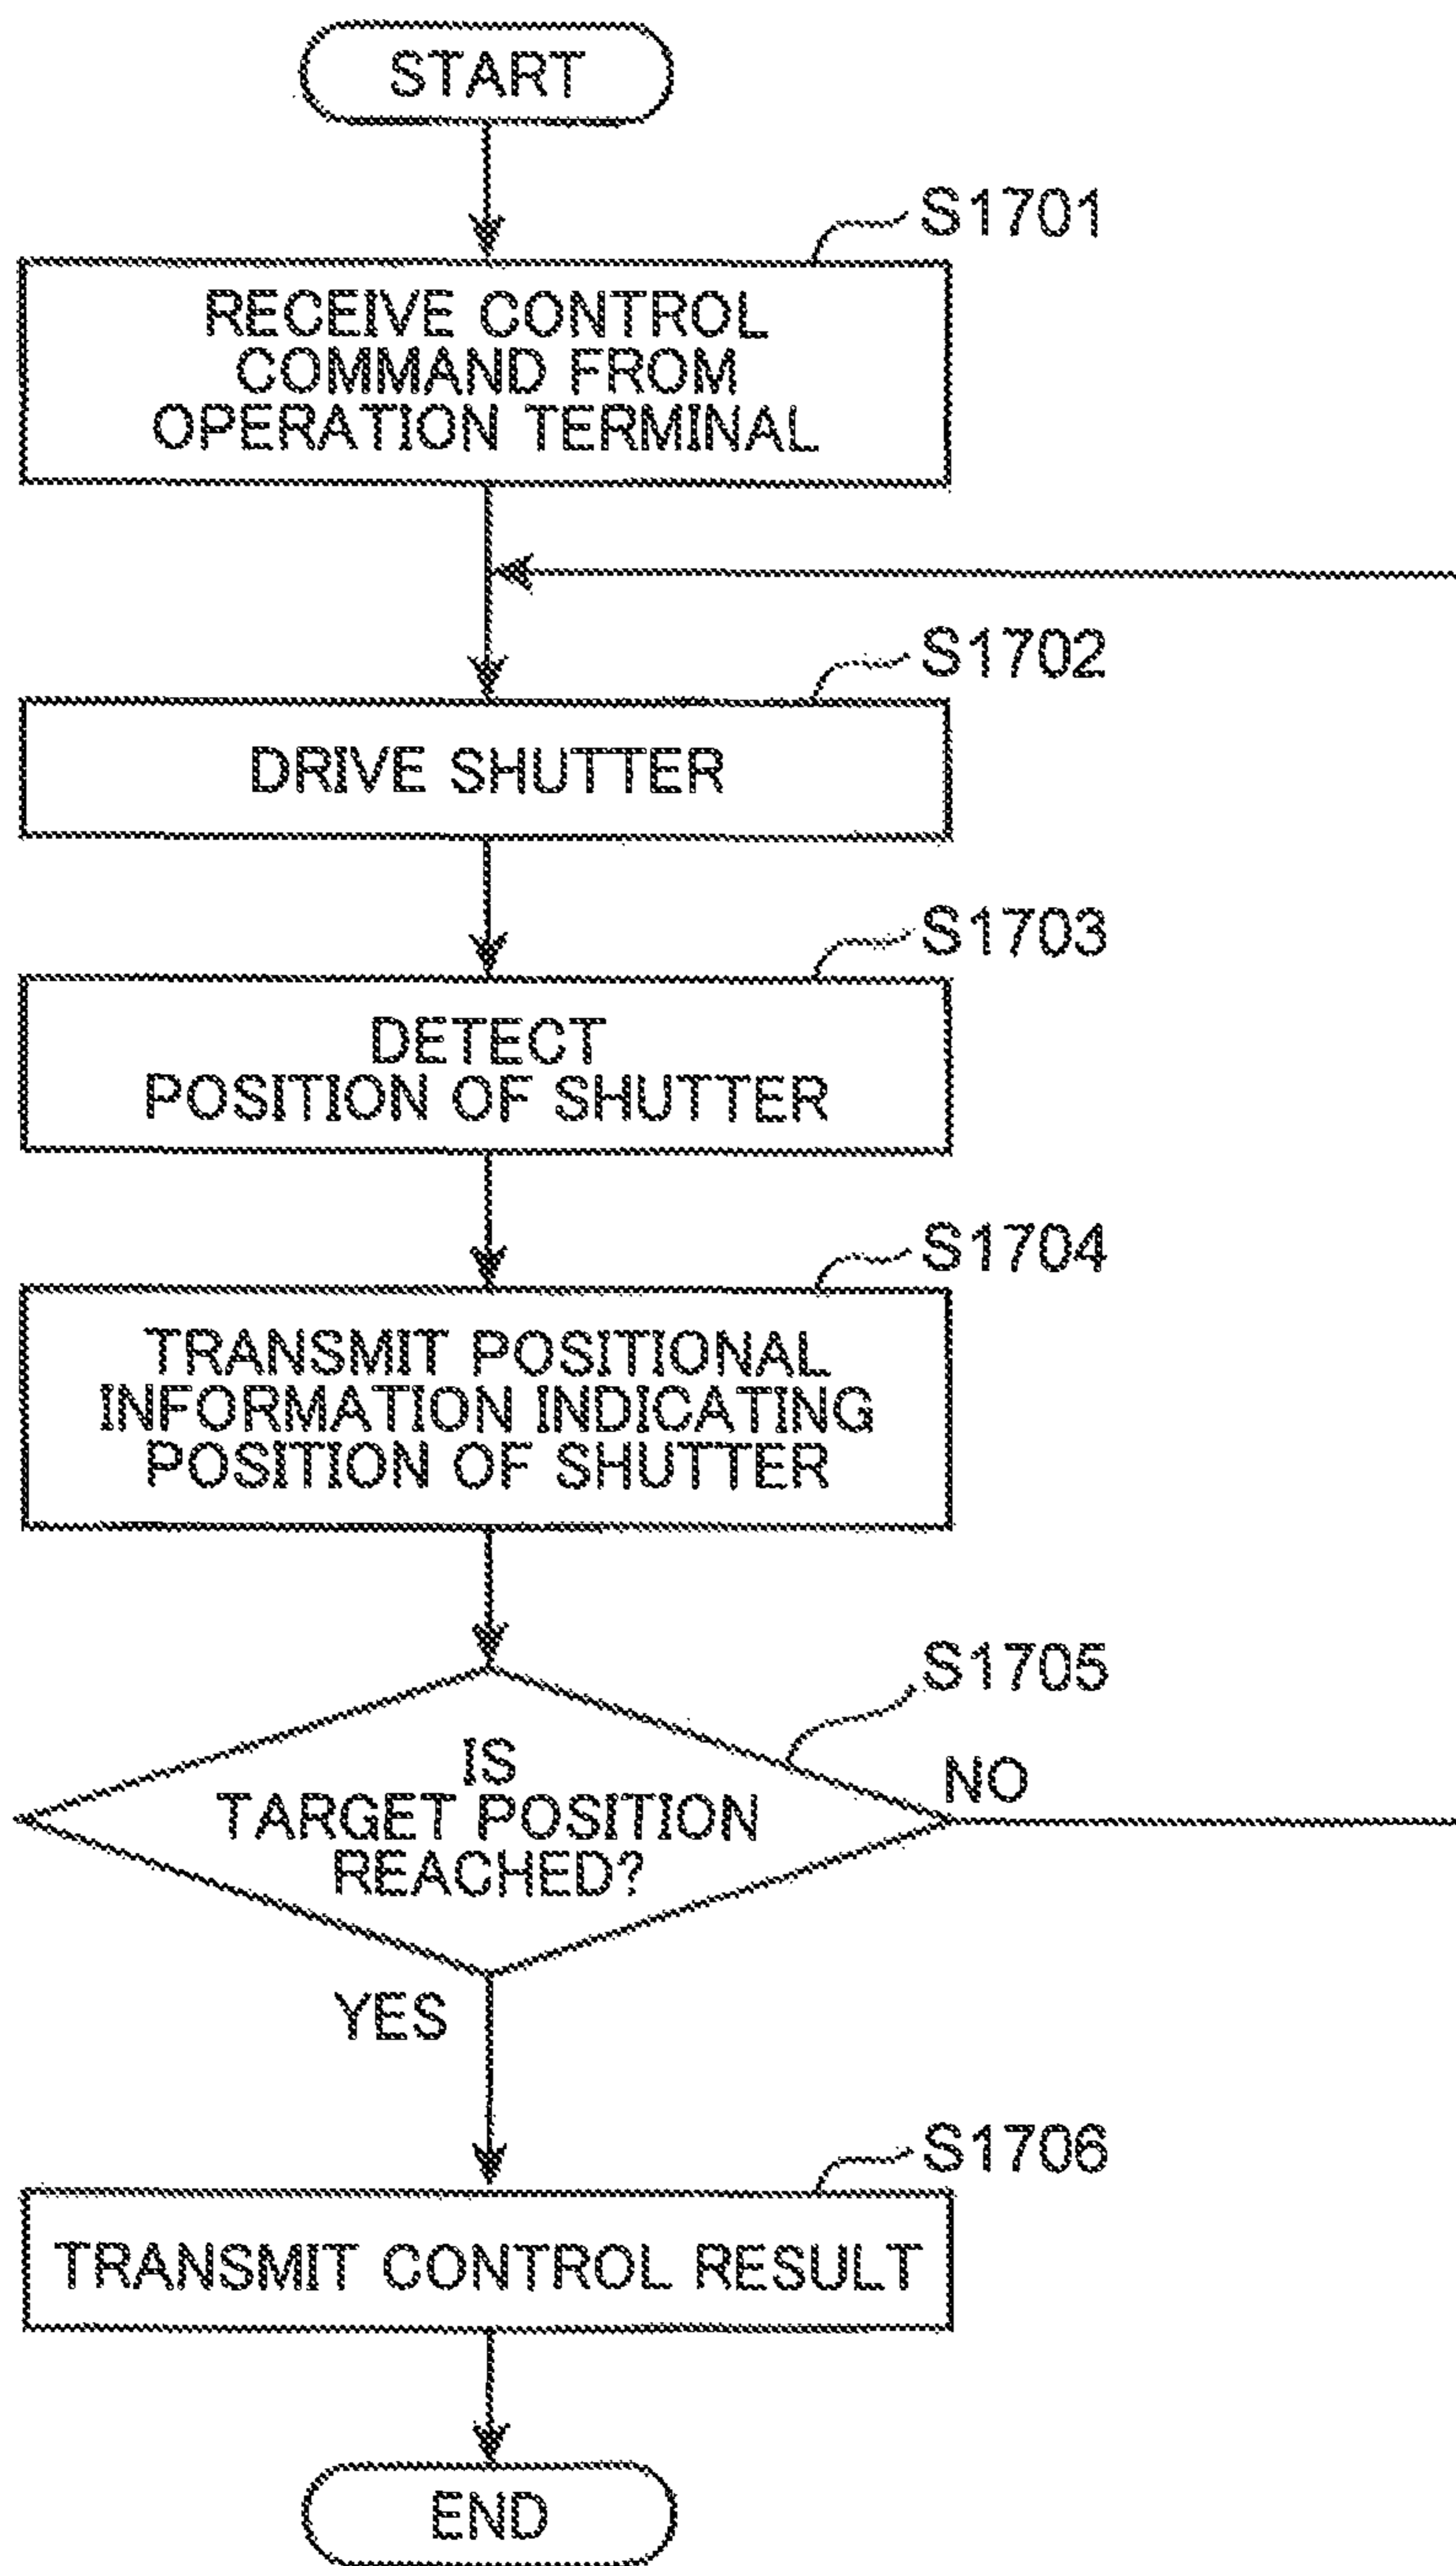 START
S1701
RECEIVE CONTROL
COMMAND FROM
OPERATION TERMINAL
S1702
DRIVE SHUTTER
S1703
DETECT
POSITION OF SHUTTER
S1704
TRANSMIT POSITIONAL
INFORMATION INDICATING
POSITION OF SHUTTER
S1705
IS
TARGET POSITION
REACHED?
NO
YES
S1706
TRANSMIT CONTROL RESULT
END